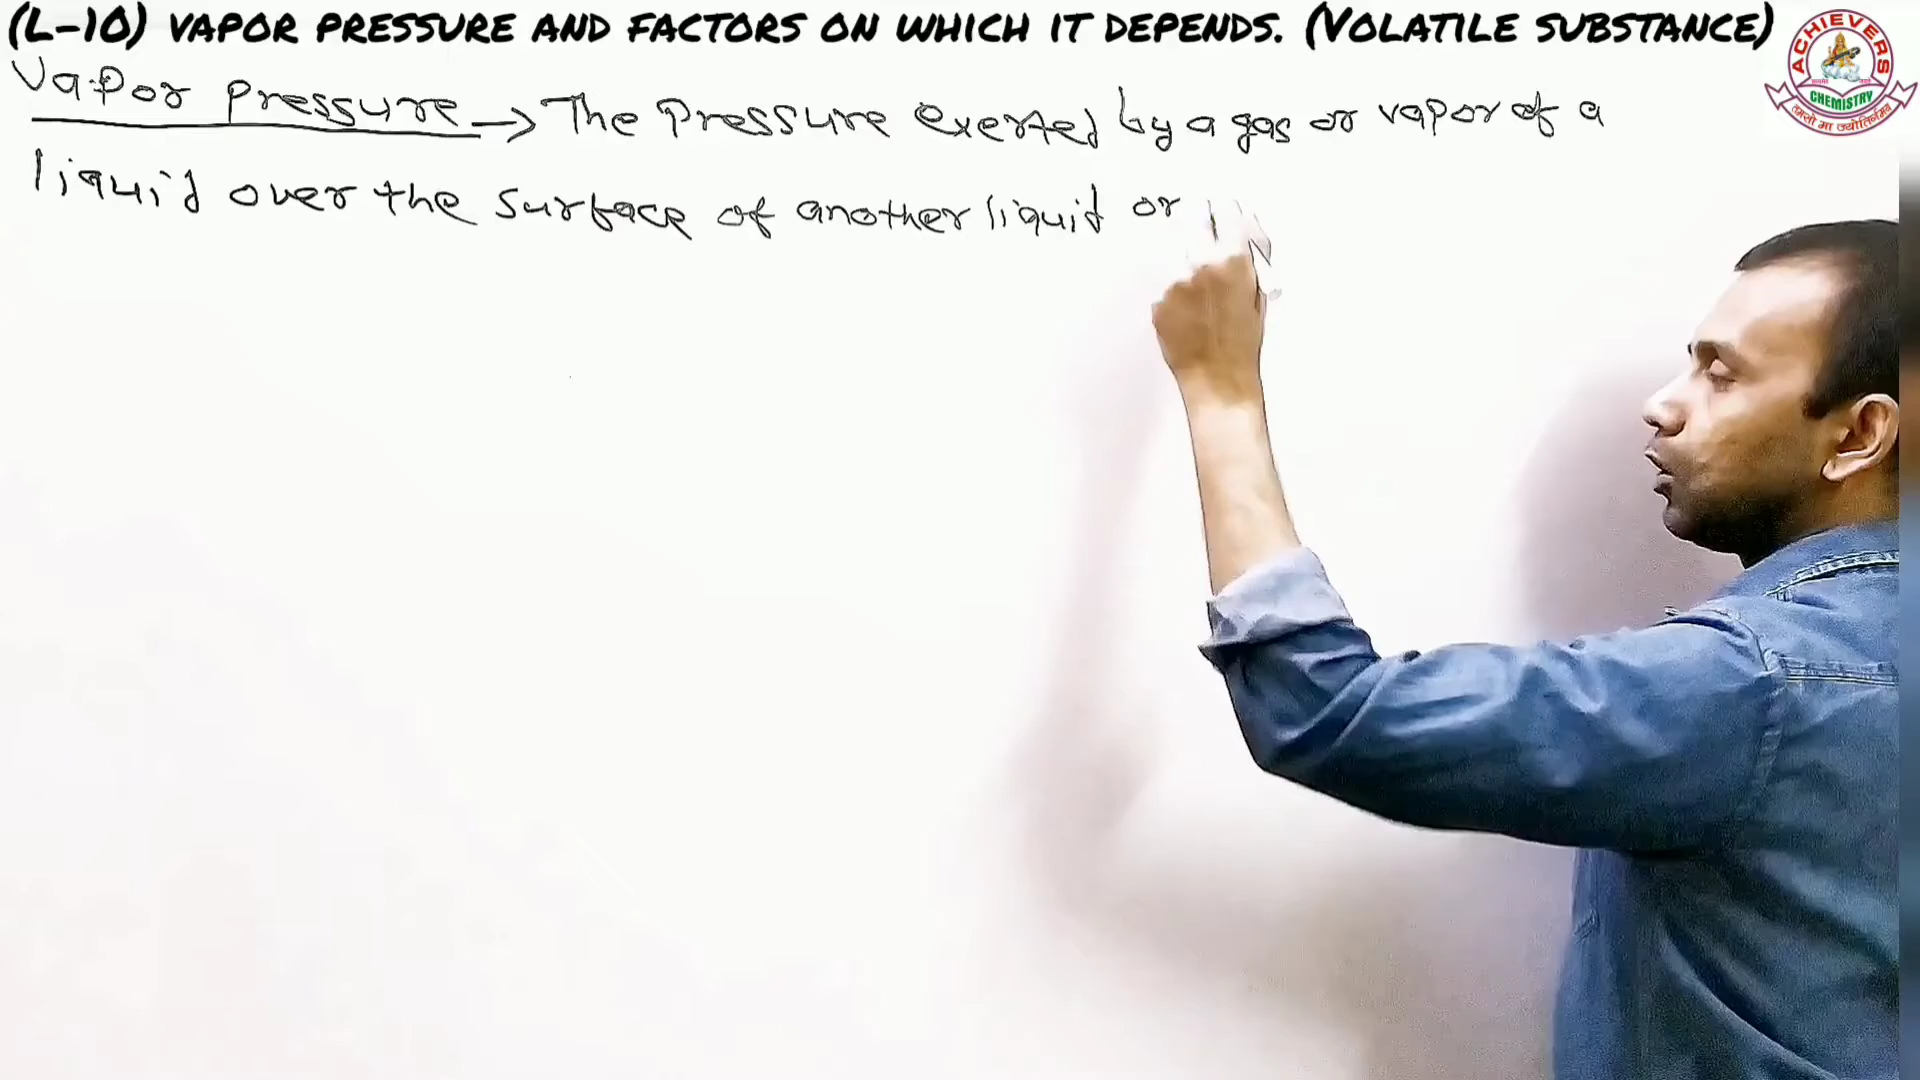 (L-10) VAPOR PRESSURE AND FACTORS ON WHICH IT DEPENDS. (VOLATILE SUBSTANCE)
Vapor Pressure → The Pressure exerted by a gas or vapor of a
liquid over the surface of another liquid or
ACHIEVERS
CHEMISTRY
तमसो मा ज्योतिर्गमय